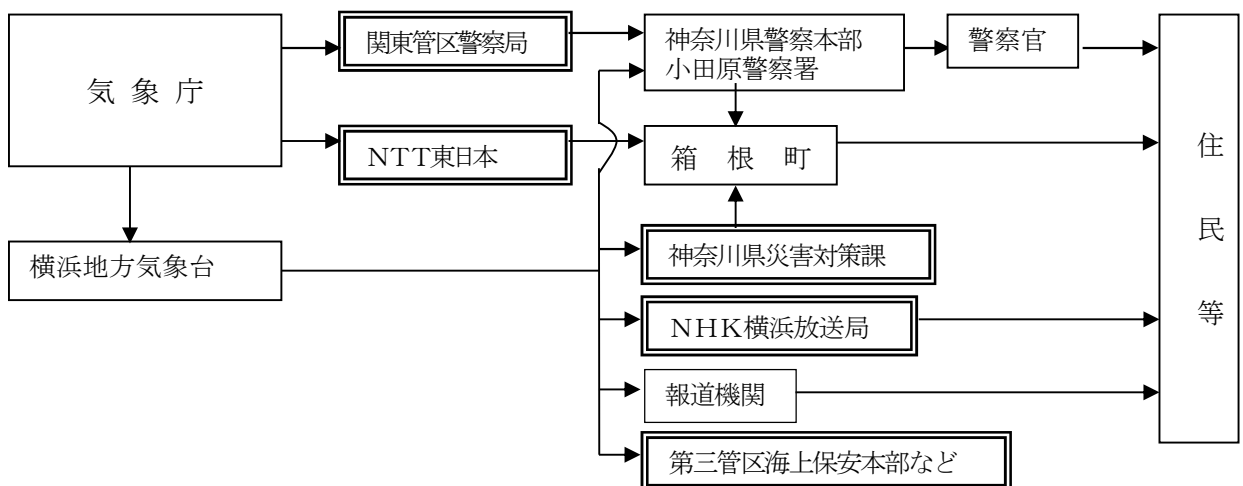 気 象 庁
関東管区警察局
神奈川県警察本部
小田原警察署
警察官
NTT東日本
箱 根 町
横浜地方気象台
神奈川県災害対策課
NHK横浜放送局
報道機関
第三管区海上保安本部など
住
民
等